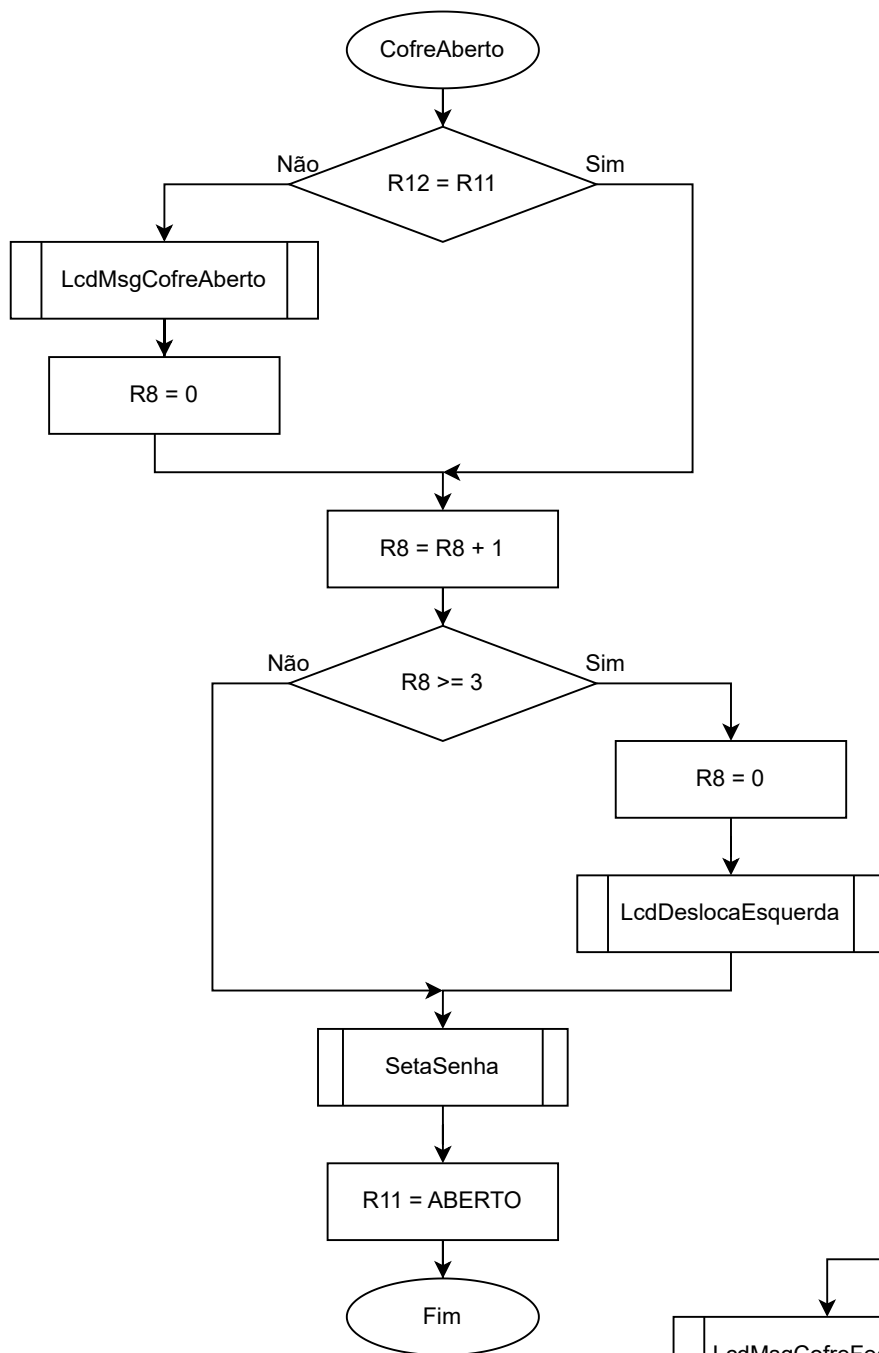 CofreAberto
Não
Sim
R12 = R11
LcdMsgCofreAberto
R8 = 0
R8 = R8 + 1
Não
Sim
R8 >= 3
R8 = 0
LcdDeslocaEsquerda
SetaSenha
R11 = ABERTO
Fim